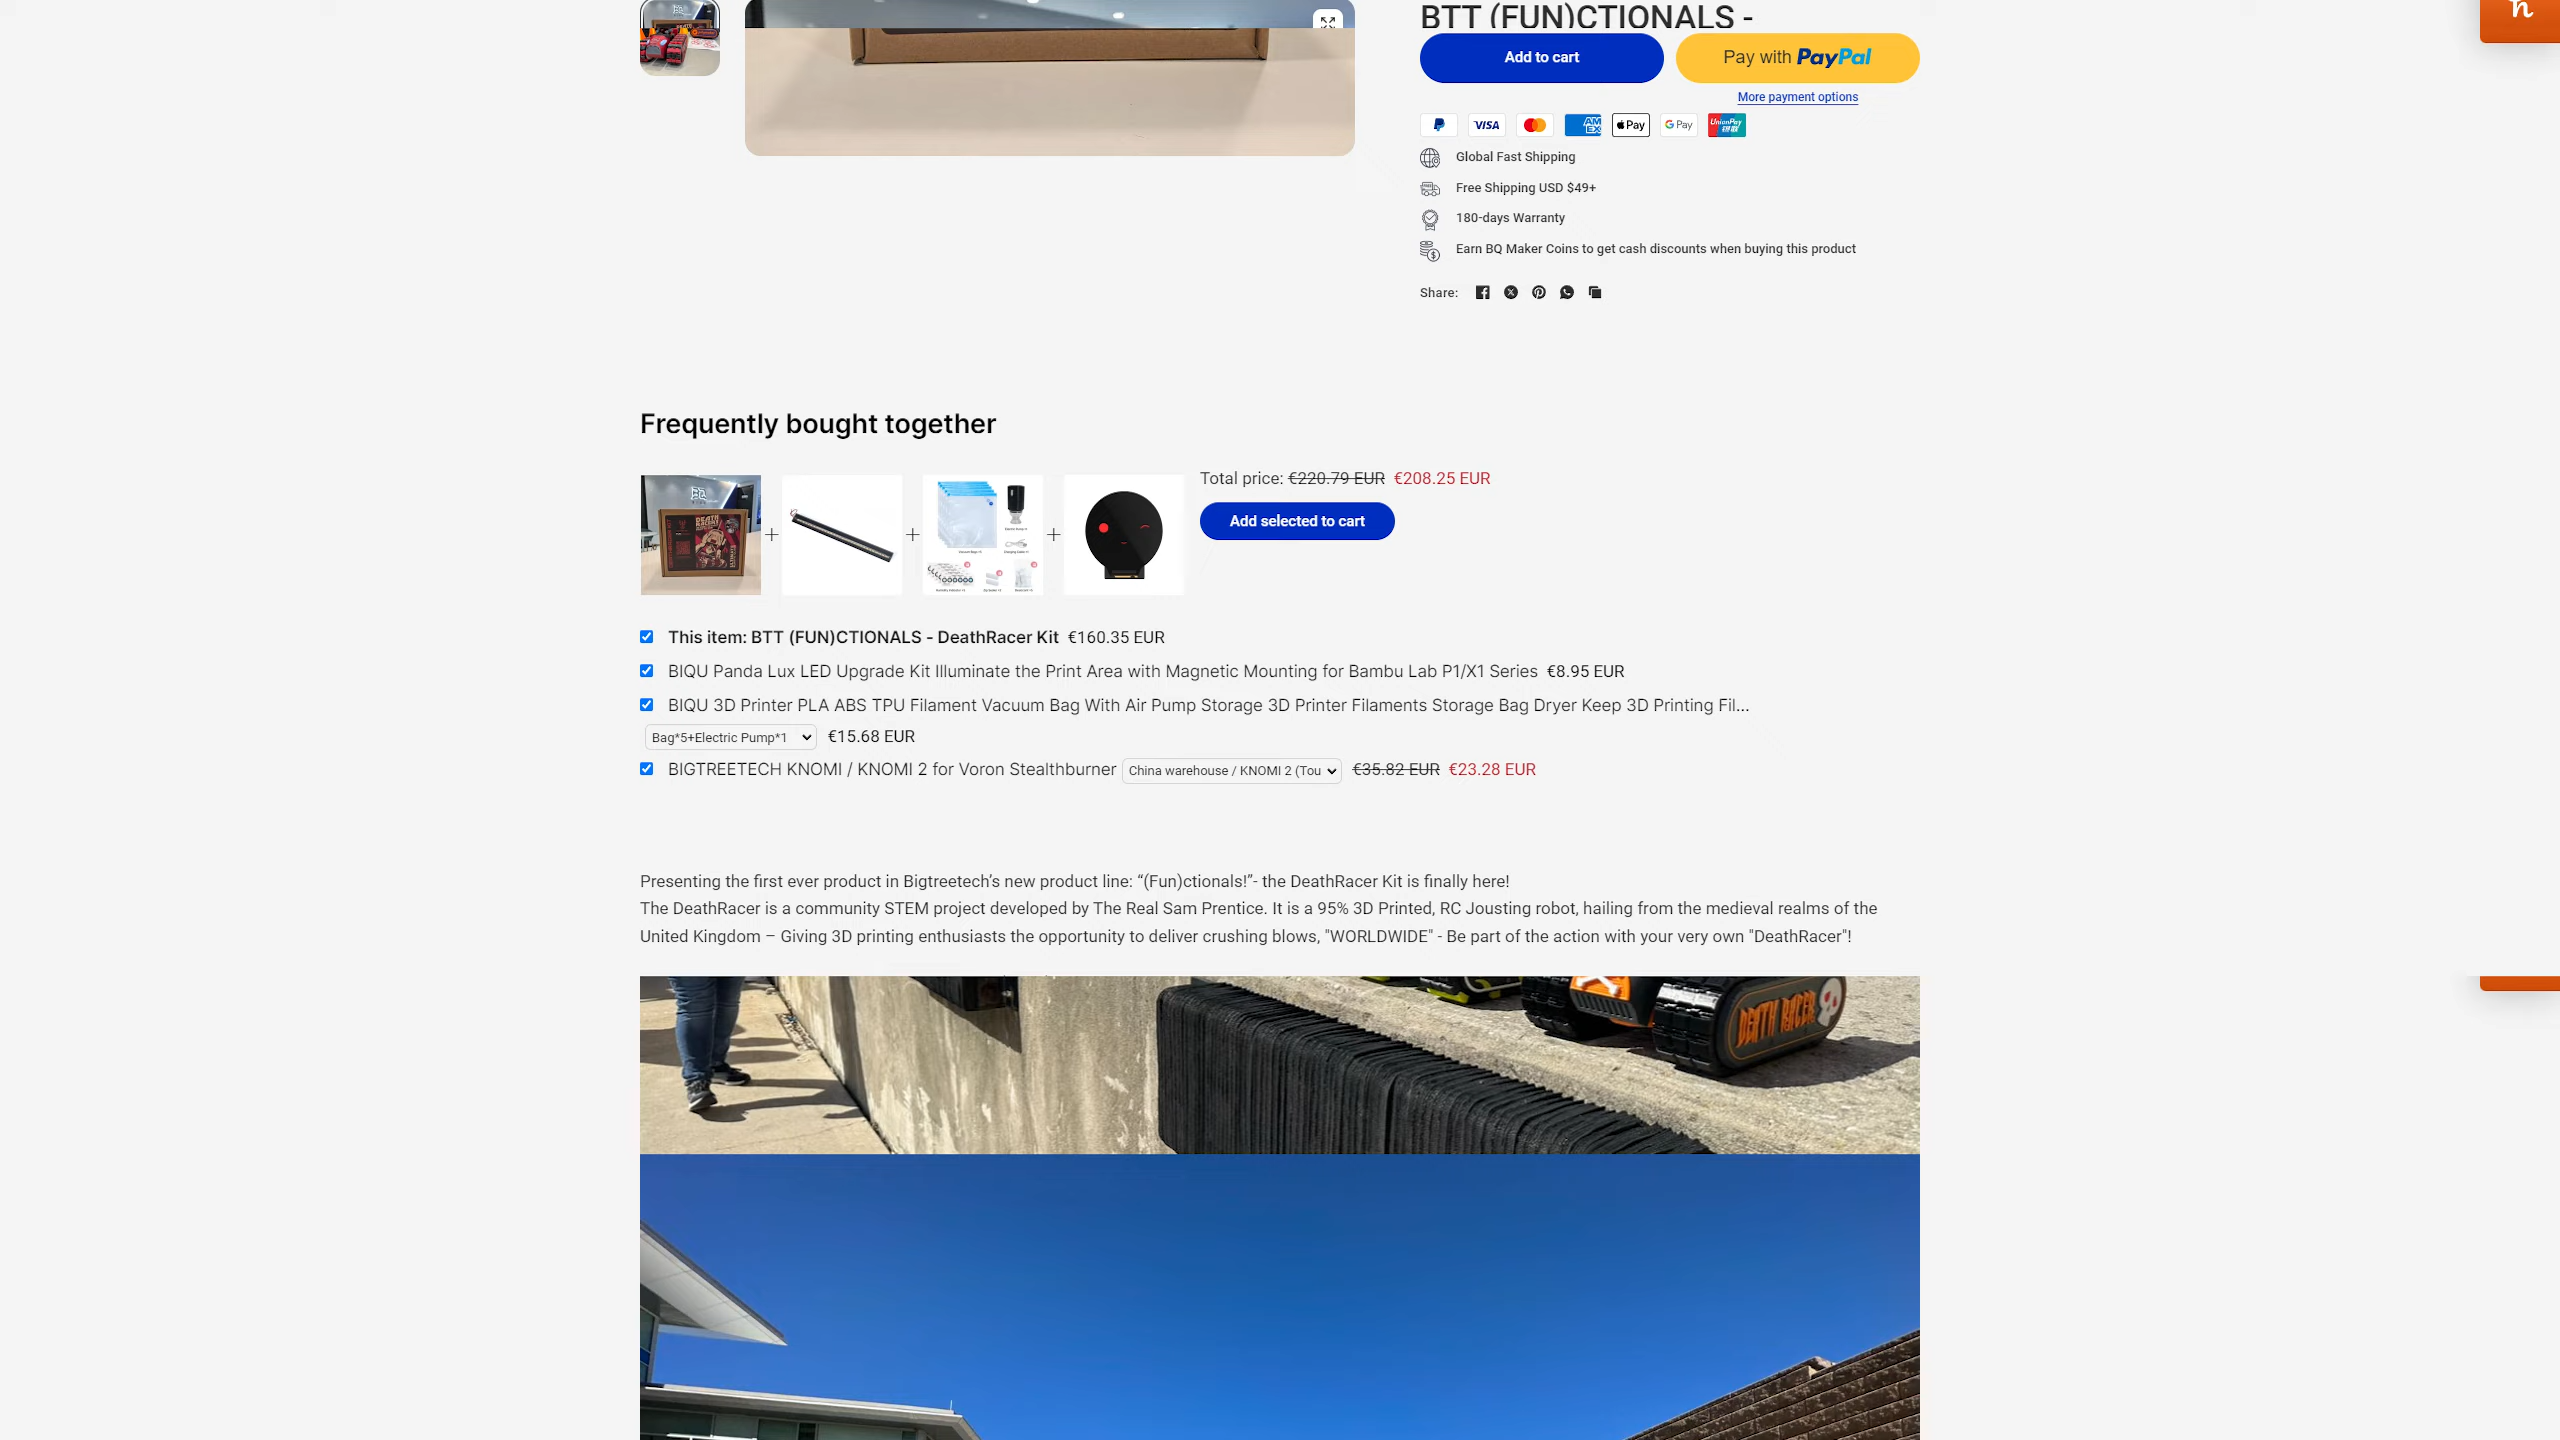 BTT (FUN)CTIONALS -
Add to cart
Pay with PayPal
More payment options
VISA
AM EX
Pay
G Pay
UnionPay
Global Fast Shipping
Free Shipping USD $49+
180-days Warranty
Earn BQ Maker Coins to get cash discounts when buying this product
Share:
Frequently bought together
Total price: €220.79 EUR €208.25 EUR
Add selected to cart
DEATH RACER
This item: BTT (FUN)CTIONALS - DeathRacer Kit €160.35 EUR
BIQU Panda Lux LED Upgrade Kit Illuminate the Print Area with Magnetic Mounting for Bambu Lab P1/X1 Series €8.95 EUR
BIQU 3D Printer PLA ABS TPU Filament Vacuum Bag With Air Pump Storage 3D Printer Filaments Storage Bag Dryer Keep 3D Printing Fil...
Bag*5+Electric Pump*1 €15.68 EUR
BIGTREETECH KNOMI / KNOMI 2 for Voron Stealthburner China warehouse / KNOMI 2 (Tou €35.82 EUR €23.28 EUR
Presenting the first ever product in Bigtreetech’s new product line: “(Fun)ctionals!”- the DeathRacer Kit is finally here!
The DeathRacer is a community STEM project developed by The Real Sam Prentice. It is a 95% 3D Printed, RC Jousting robot, hailing from the medieval realms of the
United Kingdom – Giving 3D printing enthusiasts the opportunity to deliver crushing blows, "WORLDWIDE" - Be part of the action with your very own "DeathRacer"!
DEATH RACER